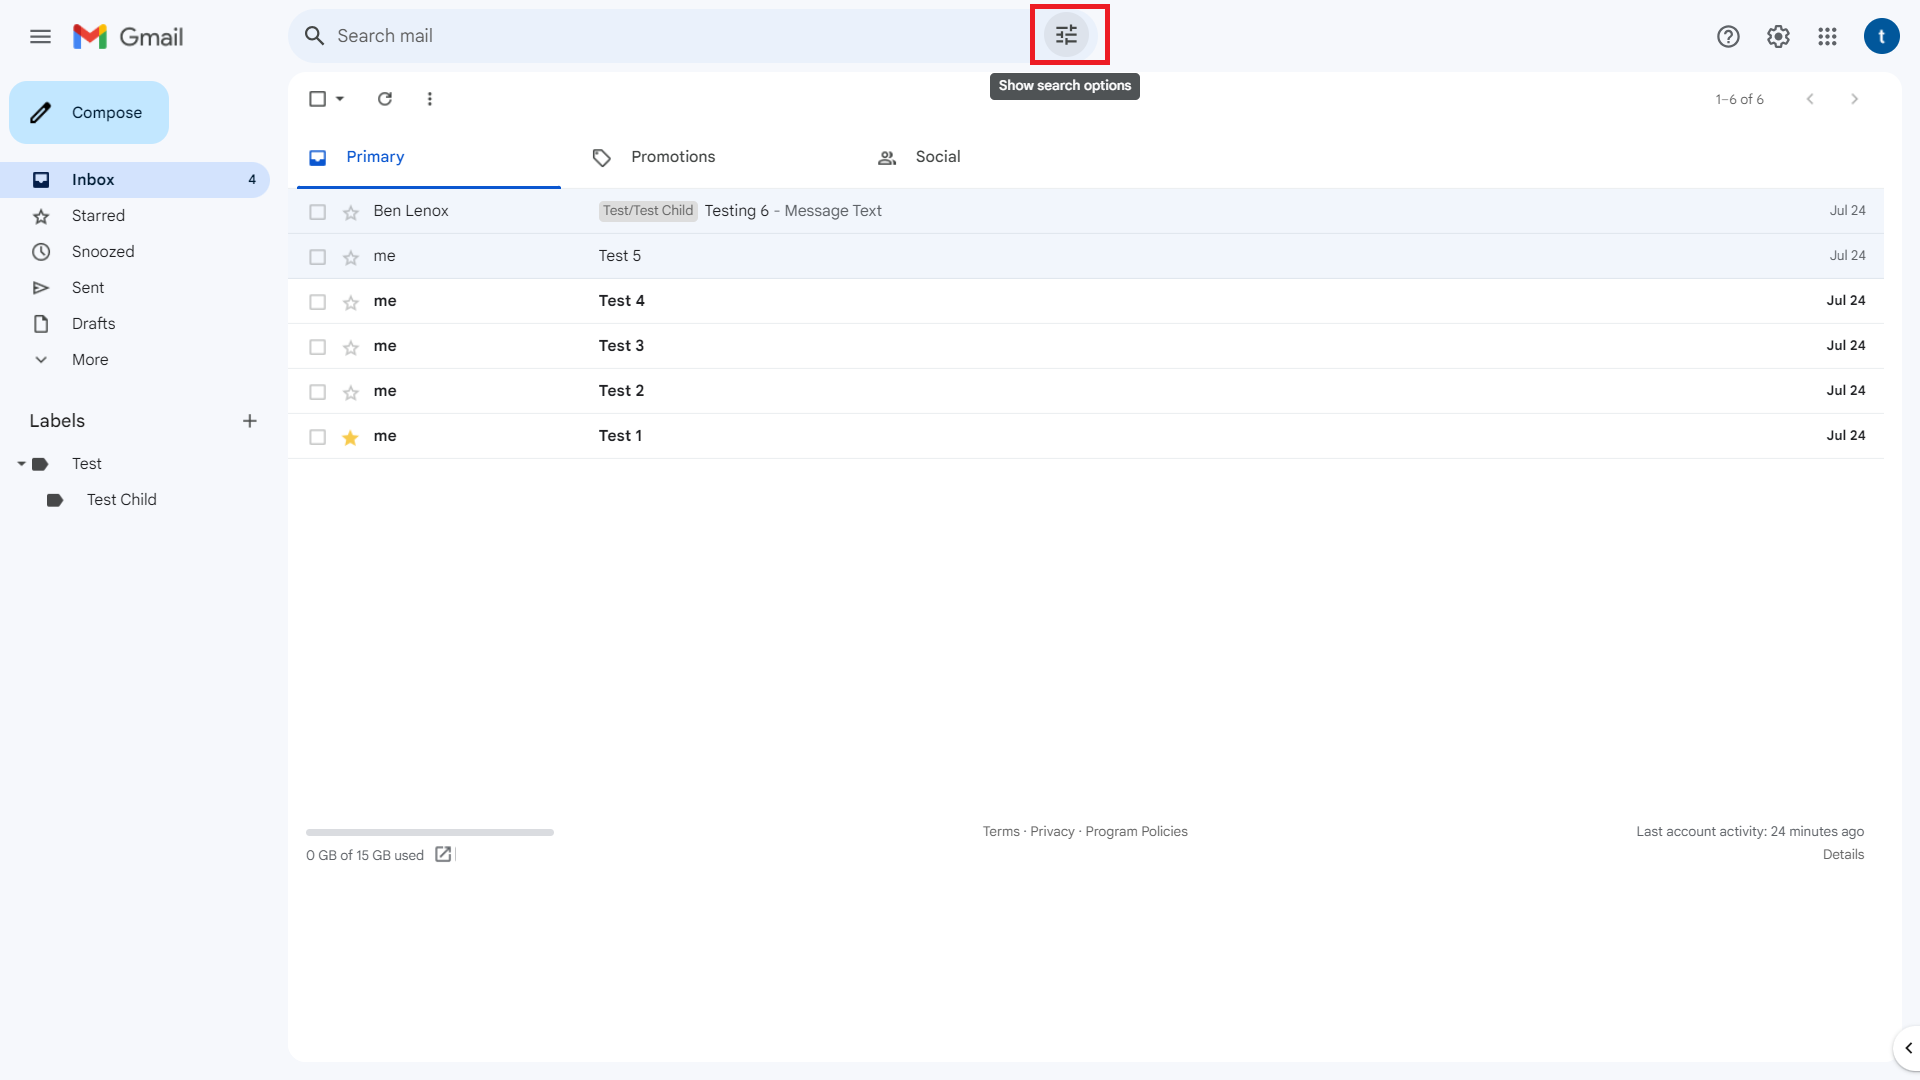 Gmail
Search mail
t
Show search options
Compose
1–6 of 6
Primary
Promotions
Social
Inbox 4
Starred
Snoozed
Sent
Drafts
More
Labels
Test
Test Child
Ben Lenox Test/Test Child Testing 6 - Message Text Jul 24
me Test 5 Jul 24
me Test 4 Jul 24
me Test 3 Jul 24
me Test 2 Jul 24
me Test 1 Jul 24
0 GB of 15 GB used
Terms · Privacy · Program Policies
Last account activity: 24 minutes ago
Details